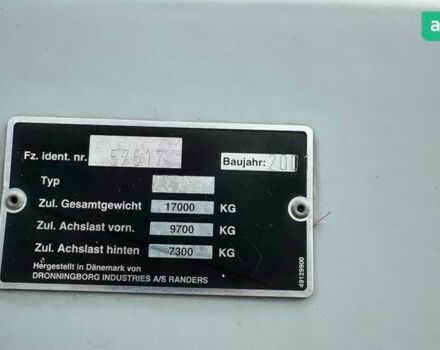 a
Fz. ident. nr. 57517
Baujahr: 200
Typ
Zul. Gesamtgewicht 17000 KG
Zul. Achslast vorn. 9700 KG
Zul. Achslast hinten 7300 KG
Hergestellt in Dänemark von
DRONNINGBORG INDUSTRIES A/S RANDERS
49129900